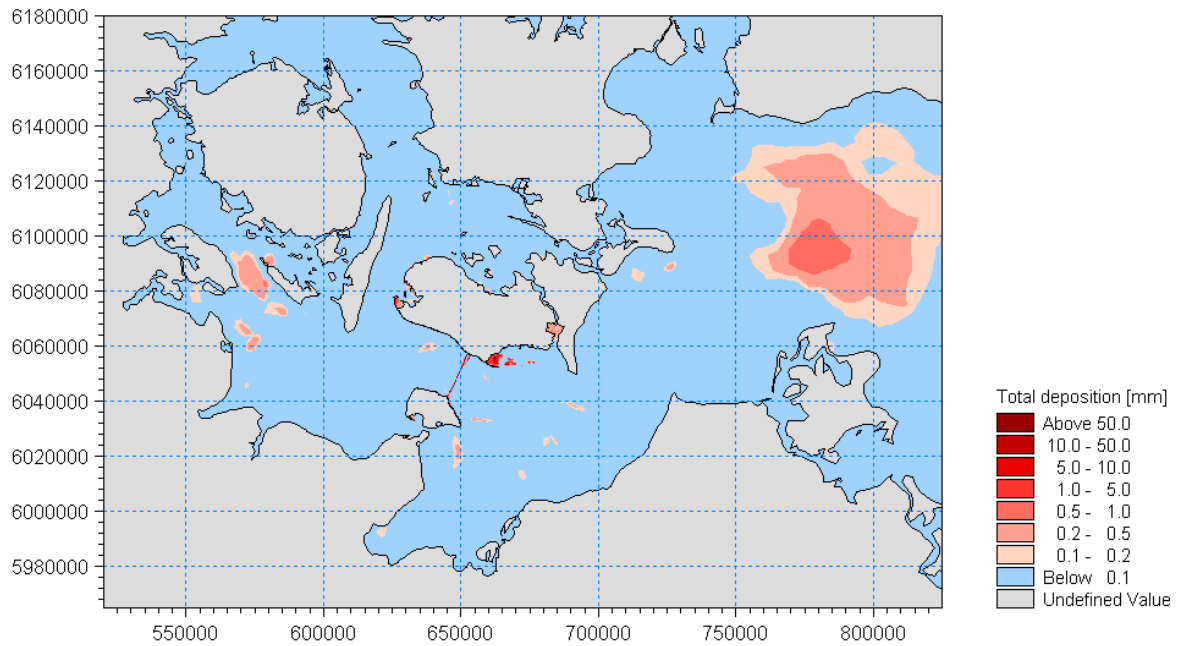 6180000
6160000
6140000
6120000
6100000
6080000
6060000
6040000
6020000
6000000
5980000
550000 600000 650000 700000 750000 800000
Total deposition [mm]
Above 50.0
10.0 - 50.0
5.0 - 10.0
1.0 - 5.0
0.5 - 1.0
0.2 - 0.5
0.1 - 0.2
Below 0.1
Undefined Value